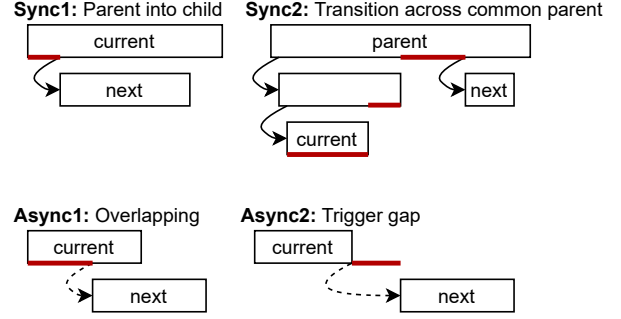 Sync1: Parent into child
Sync2: Transition across common parent
current
parent
next
next
current
Async1: Overlapping
Async2: Trigger gap
current
current
next
next